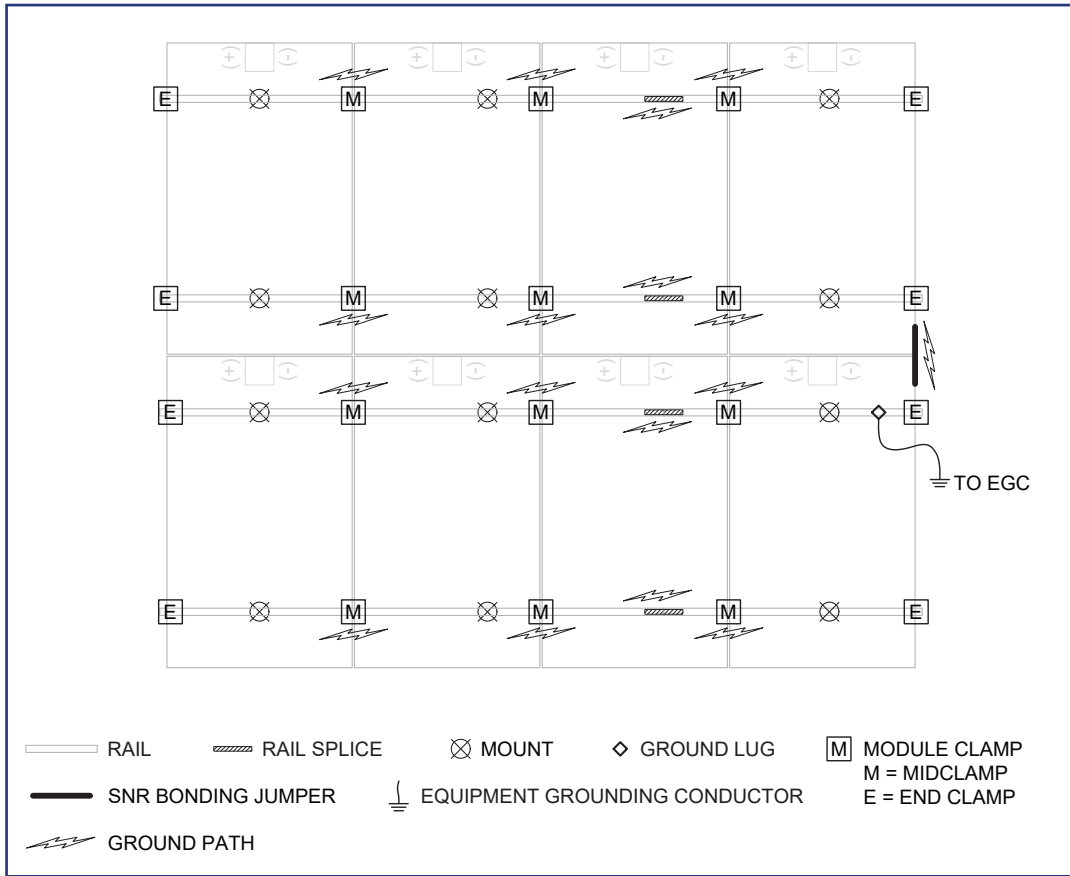 (+) (-) (+) (-) (+) (-) (+) (-)
E M M M E
E M M M E
(+) (-) (+) (-) (+) (-) (+) (-)
E M M M E
TO EGC
E M M M E
RAIL RAIL SPLICE MOUNT GROUND LUG M MODULE CLAMP
M = MIDCLAMP
SNR BONDING JUMPER EQUIPMENT GROUNDING CONDUCTOR E = END CLAMP
GROUND PATH